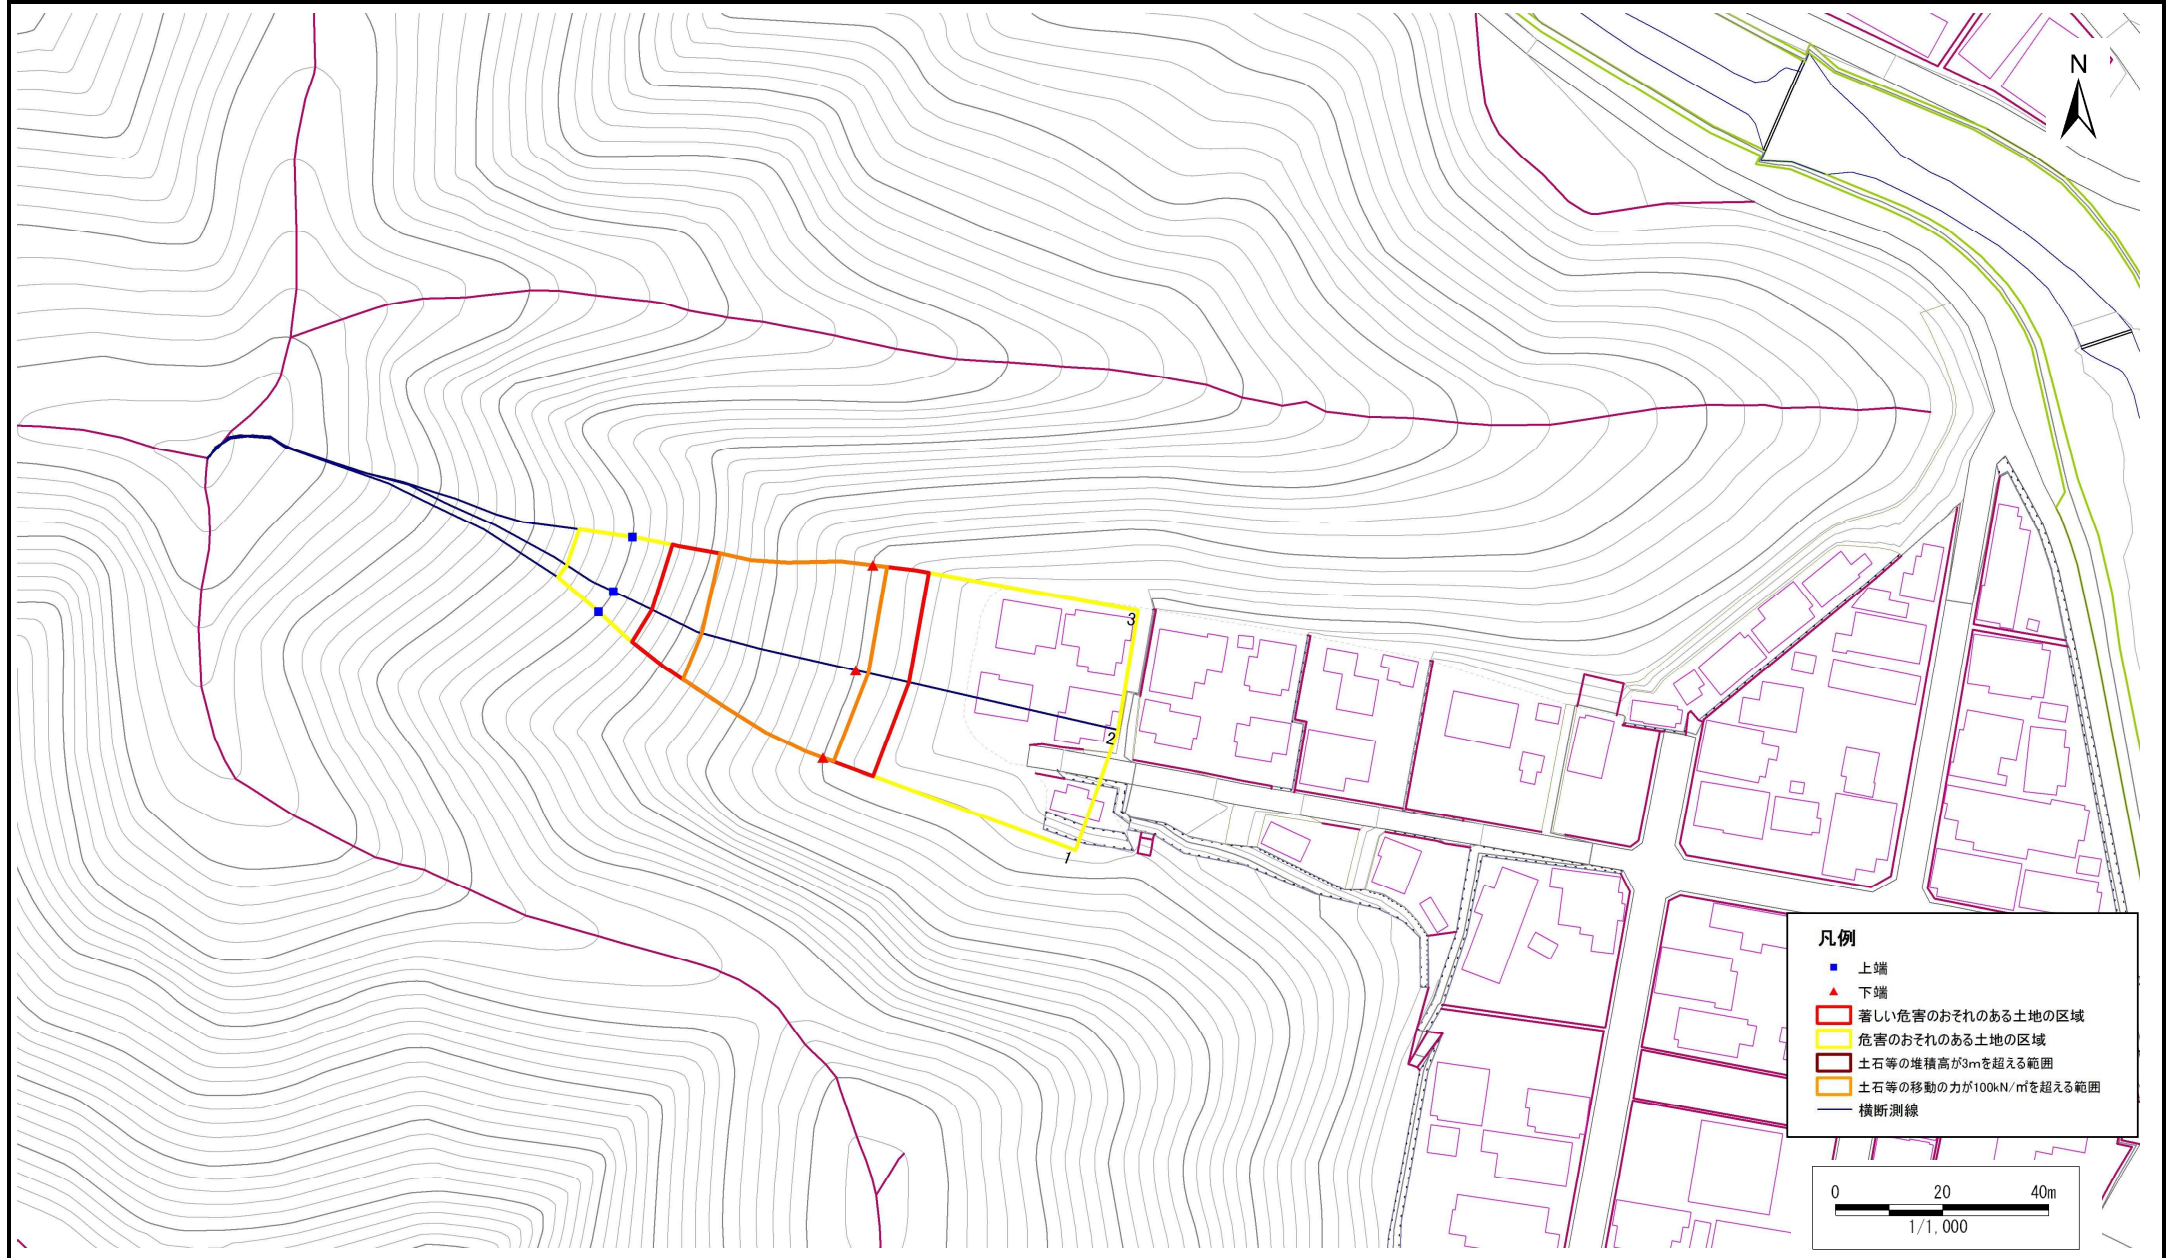 N
3
2
1
凡例
上端
下端
著しい危害のおそれのある土地の区域
危害のおそれのある土地の区域
土石等の堆積高が3mを超える範囲
土石等の移動の力が100kN/㎡を超える範囲
横断測線
0 20 40m
1/1,000